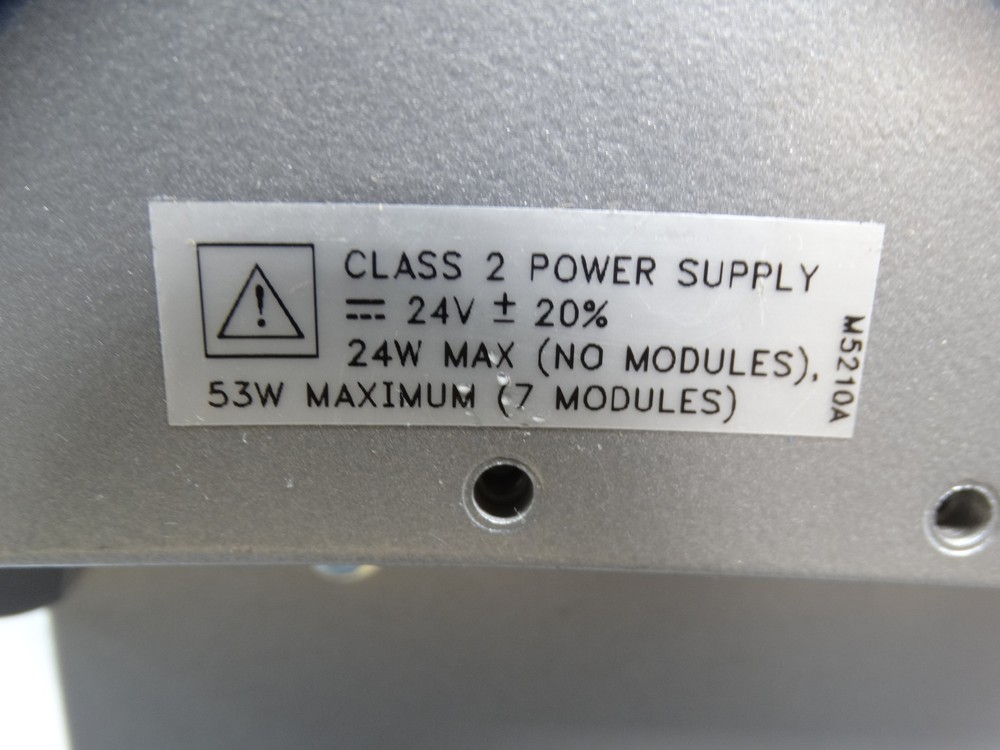 CLASS 2 POWER SUPPLY
⎓ 24V ± 20%
24W MAX (NO MODULES),
53W MAXIMUM (7 MODULES)
M5210A